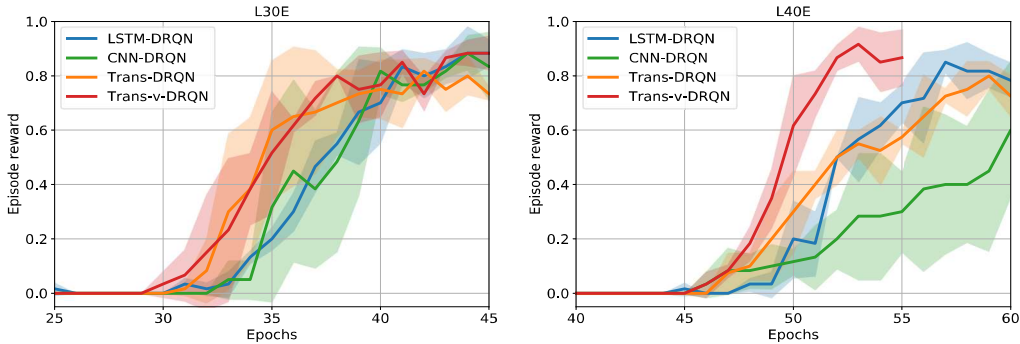 L30E
1.0
0.8
0.6
0.4
0.2
0.0
Episode reward
LSTM-DRQN
CNN-DRQN
Trans-DRQN
Trans-v-DRQN
25
30
35
40
45
Epochs
L40E
1.0
0.8
0.6
0.4
0.2
0.0
Episode reward
LSTM-DRQN
CNN-DRQN
Trans-DRQN
Trans-v-DRQN
40
45
50
55
60
Epochs